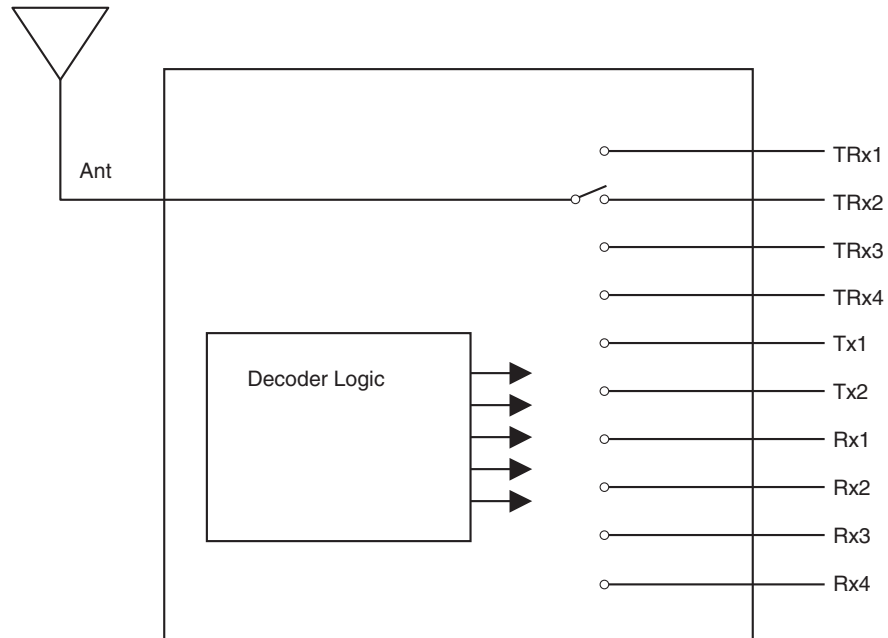 Ant
TRx1
TRx2
TRx3
TRx4
Decoder Logic
Tx1
Tx2
Rx1
Rx2
Rx3
Rx4